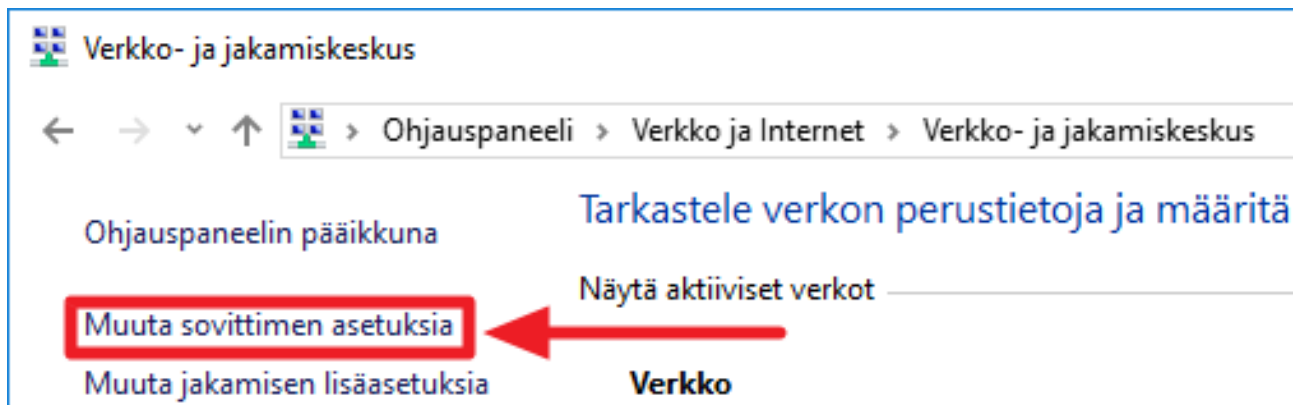 Verkko- ja jakamiskeskus
Ohjauspaneeli > Verkko ja Internet > Verkko- ja jakamiskeskus
Ohjauspaneelin pääikkuna
Muuta sovittimen asetuksia
Muuta jakamisen lisäasetuksia
Tarkastele verkon perustietoja ja määritä
Näytä aktiiviset verkot
Verkko